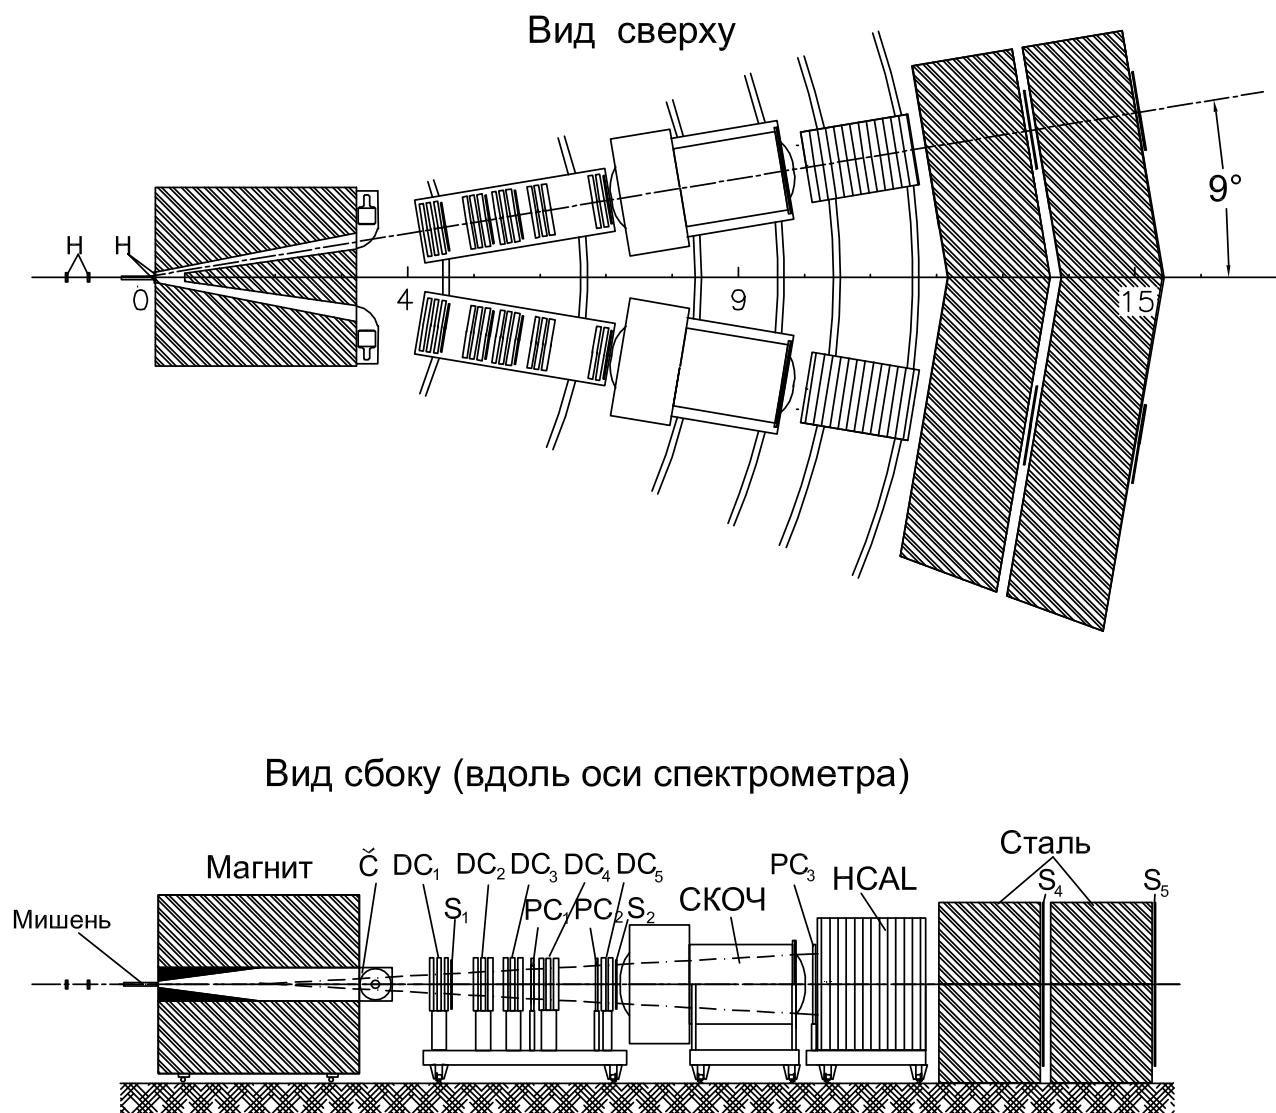 Вид сверху
9°
H H
0 4 9 15
Вид сбоку (вдоль оси спектрометра)
Магнит Č DC₁ DC₂ DC₃ DC₄ DC₅ PC₃ HCAL Сталь
Мишень S₁ PC₁ PC₂ S₂ СКОЧ S₄ S₅